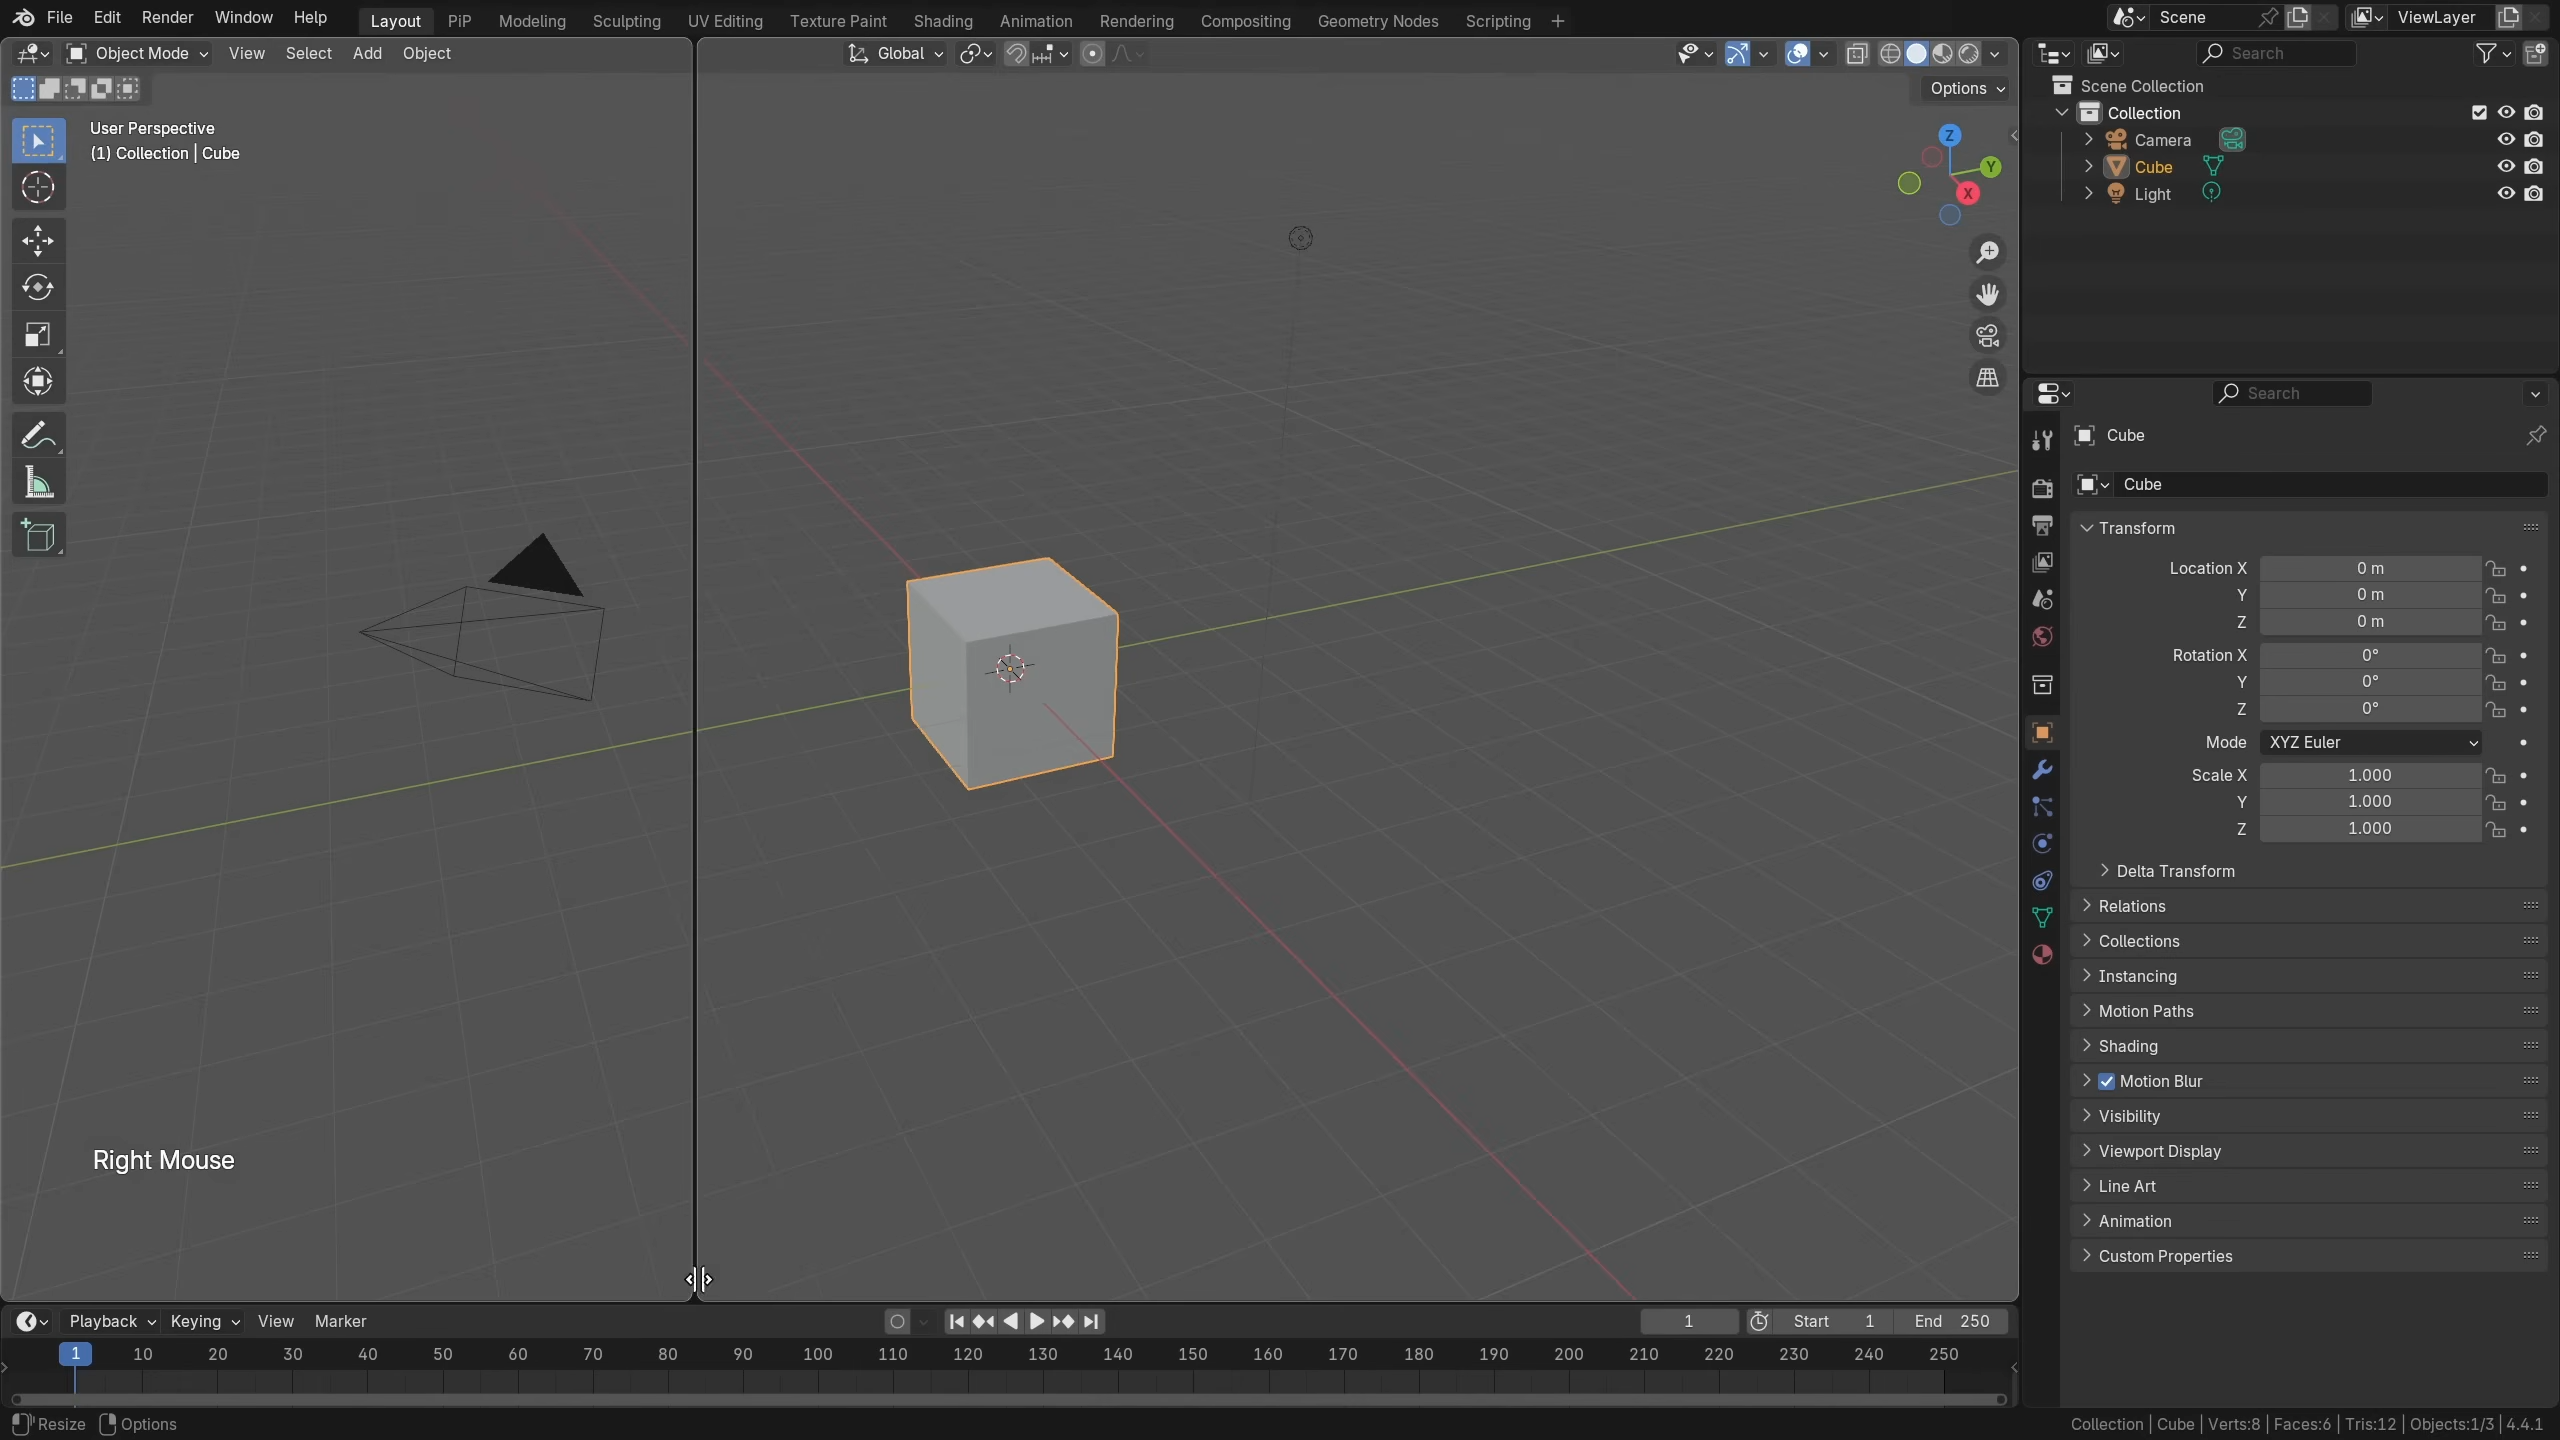 File Edit Render Window Help Layout PiP Modeling Sculpting UV Editing Texture Paint Shading Animation Rendering Compositing Geometry Nodes Scripting + Scene ViewLayer
Object Mode View Select Add Object Global Search
Options
User Perspective
(1) Collection | Cube
Z
Y
X
Right Mouse
Scene Collection
Collection
Camera
Cube
Light
Search
Cube
Cube
Transform
Location X 0 m
Y 0 m
Z 0 m
Rotation X 0°
Y 0°
Z 0°
Mode XYZ Euler
Scale X 1.000
Y 1.000
Z 1.000
Delta Transform
Relations
Collections
Instancing
Motion Paths
Shading
Motion Blur
Visibility
Viewport Display
Line Art
Animation
Custom Properties
Playback Keying View Marker 1 Start 1 End 250
1 10 20 30 40 50 60 70 80 90 100 110 120 130 140 150 160 170 180 190 200 210 220 230 240 250
Resize Options Collection | Cube | Verts:8 | Faces:6 | Tris:12 | Objects:1/3 | 4.4.1